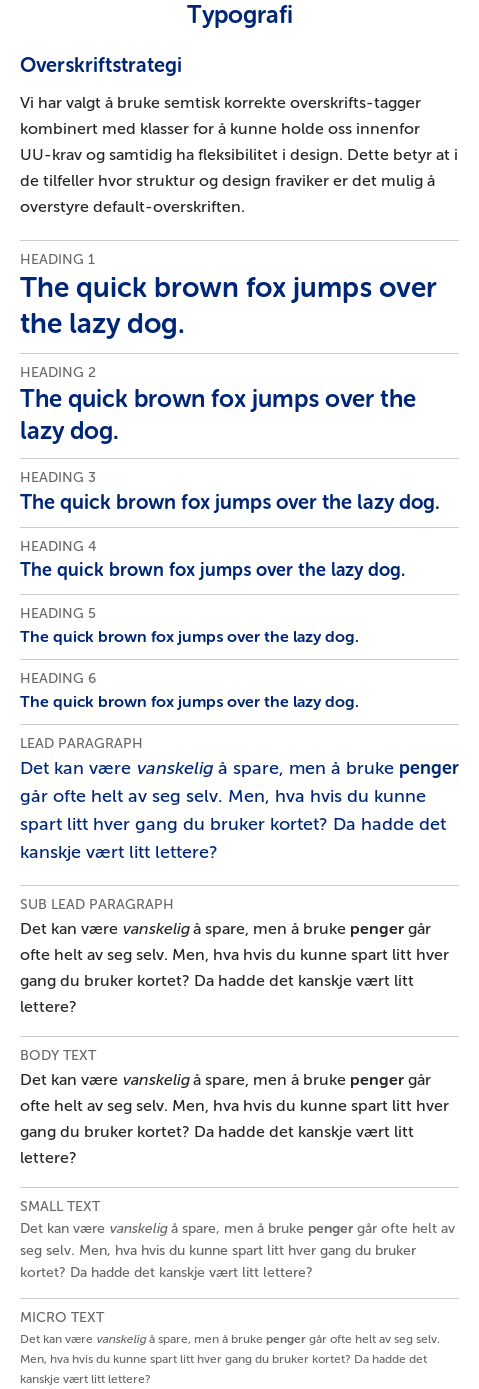 Typografi
Overskriftstrategi
Vi har valgt å bruke semtisk korrekte overskrifts-tagger
kombinert med klasser for å kunne holde oss innenfor
UU-krav og samtidig ha fleksibilitet i design. Dette betyr at i
de tilfeller hvor struktur og design fraviker er det mulig å
overstyre default-overskriften.
HEADING 1
The quick brown fox jumps over
the lazy dog.
HEADING 2
The quick brown fox jumps over the
lazy dog.
HEADING 3
The quick brown fox jumps over the lazy dog.
HEADING 4
The quick brown fox jumps over the lazy dog.
HEADING 5
The quick brown fox jumps over the lazy dog.
HEADING 6
The quick brown fox jumps over the lazy dog.
LEAD PARAGRAPH
Det kan være vanskelig å spare, men å bruke penger
går ofte helt av seg selv. Men, hva hvis du kunne
spart litt hver gang du bruker kortet? Da hadde det
kanskje vært litt lettere?
SUB LEAD PARAGRAPH
Det kan være vanskelig å spare, men å bruke penger går
ofte helt av seg selv. Men, hva hvis du kunne spart litt hver
gang du bruker kortet? Da hadde det kanskje vært litt
lettere?
BODY TEXT
Det kan være vanskelig å spare, men å bruke penger går
ofte helt av seg selv. Men, hva hvis du kunne spart litt hver
gang du bruker kortet? Da hadde det kanskje vært litt
lettere?
SMALL TEXT
Det kan være vanskelig å spare, men å bruke penger går ofte helt av
seg selv. Men, hva hvis du kunne spart litt hver gang du bruker
kortet? Da hadde det kanskje vært litt lettere?
MICRO TEXT
Det kan være vanskelig å spare, men å bruke penger går ofte helt av seg selv.
Men, hva hvis du kunne spart litt hver gang du bruker kortet? Da hadde det
kanskje vært litt lettere?